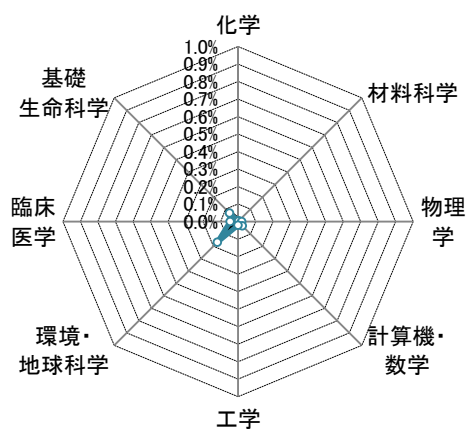 化学
1.0%
0.9%
0.8%
0.7%
0.6%
0.5%
0.4%
0.3%
0.2%
0.1%
0.0%
材料科学
物理
学
計算機・
数学
工学
環境・
地球科学
臨床
医学
基礎
生命科学